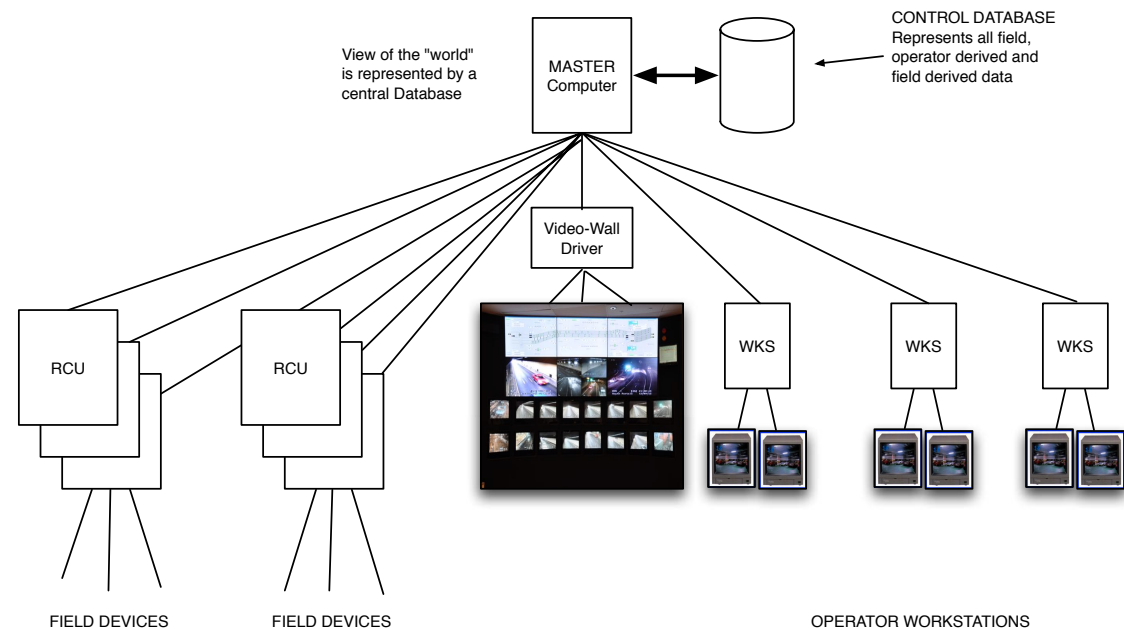 View of the "world"
is represented by a
central Database
MASTER
Computer
CONTROL DATABASE
Represents all field,
operator derived and
field derived data
Video-Wall
Driver
RCU
RCU
WKS
WKS
WKS
FIELD DEVICES
FIELD DEVICES
OPERATOR WORKSTATIONS